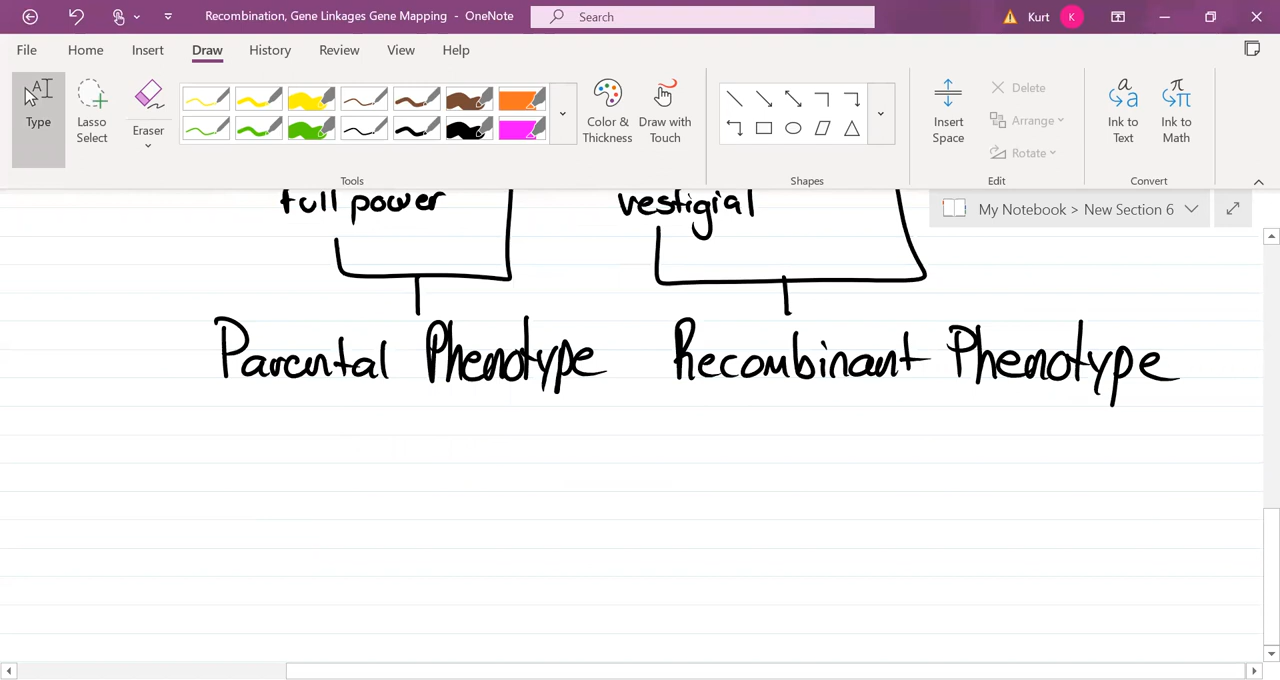 Recombination, Gene Linkages Gene Mapping - OneNote
Search
Kurt
K
File Home Insert Draw History Review View Help
Type
Lasso Select
Eraser
Color & Thickness
Draw with Touch
Insert Space
Delete
Arrange
Rotate
Ink to Text
Ink to Math
Tools Shapes Edit Convert
full power vestigial
My Notebook > New Section 6
Parental Phenotype Recombinant Phenotype